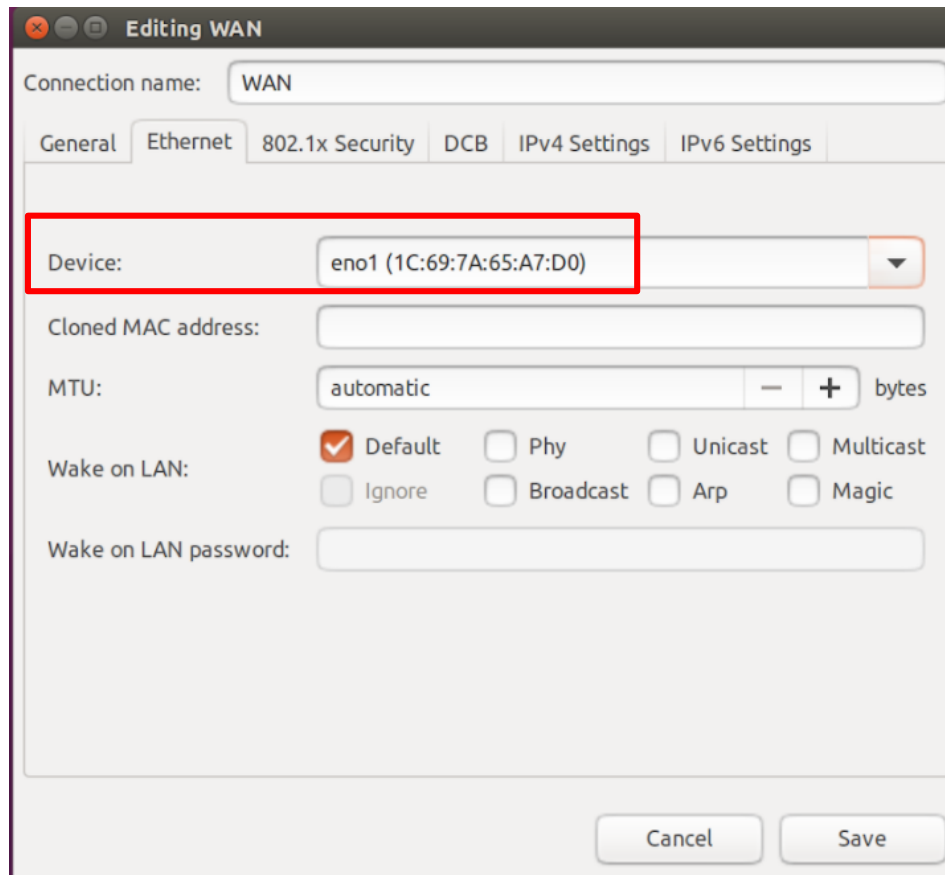 Editing WAN
Connection name: WAN
General Ethernet 802.1x Security DCB IPv4 Settings IPv6 Settings
Device: eno1 (1C:69:7A:65:A7:D0)
Cloned MAC address:
MTU: automatic − + bytes
Wake on LAN:
Default Phy Unicast Multicast
Ignore Broadcast Arp Magic
Wake on LAN password:
Cancel Save